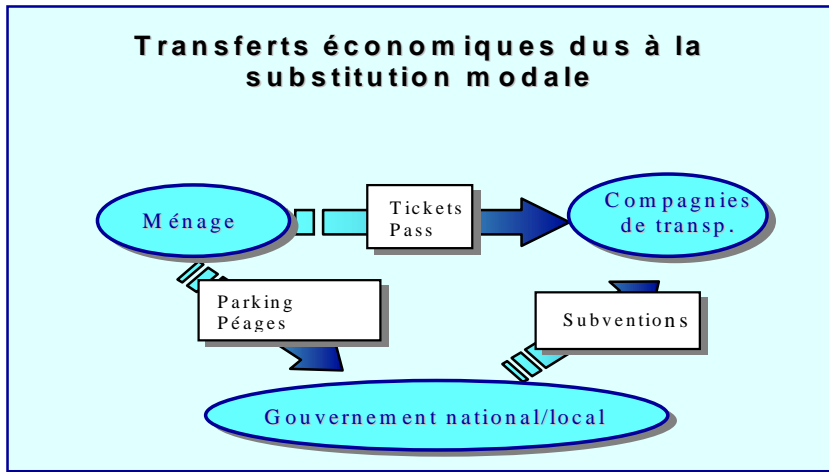 Transferts économiques dus à la
substitution modale
Ménage
Tickets
Pass
Compagnies
de transp.
Parking
Péages
Subventions
Gouvernement national/local